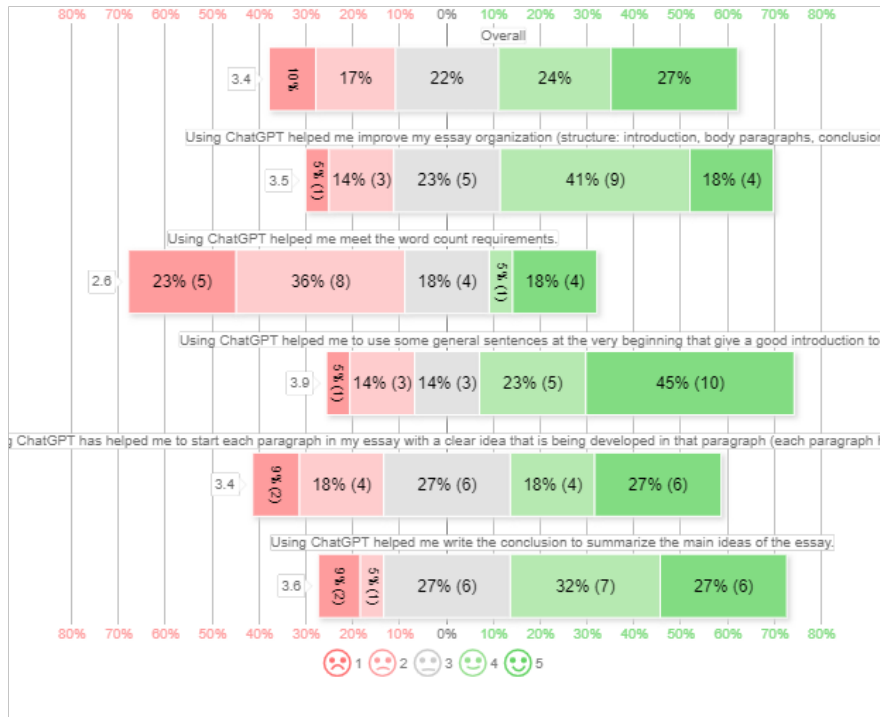 80% 70% 60% 50% 40% 30% 20% 10% 0% 10% 20% 30% 40% 50% 60% 70% 80%
Overall
3.4 10% 17% 22% 24% 27%
Using ChatGPT helped me improve my essay organization (structure: introduction, body paragraphs, conclusion
3.5 5% (1) 14% (3) 23% (5) 41% (9) 18% (4)
Using ChatGPT helped me meet the word count requirements.
2.6 23% (5) 36% (8) 18% (4) 5% (1) 18% (4)
Using ChatGPT helped me to use some general sentences at the very beginning that give a good introduction to
3.9 5% (1) 14% (3) 14% (3) 23% (5) 45% (10)
g ChatGPT has helped me to start each paragraph in my essay with a clear idea that is being developed in that paragraph (each paragraph h
3.4 9% (2) 18% (4) 27% (6) 18% (4) 27% (6)
Using ChatGPT helped me write the conclusion to summarize the main ideas of the essay.
3.6 9% (2) 5% (1) 27% (6) 32% (7) 27% (6)
80% 70% 60% 50% 40% 30% 20% 10% 0% 10% 20% 30% 40% 50% 60% 70% 80%
1 2 3 4 5